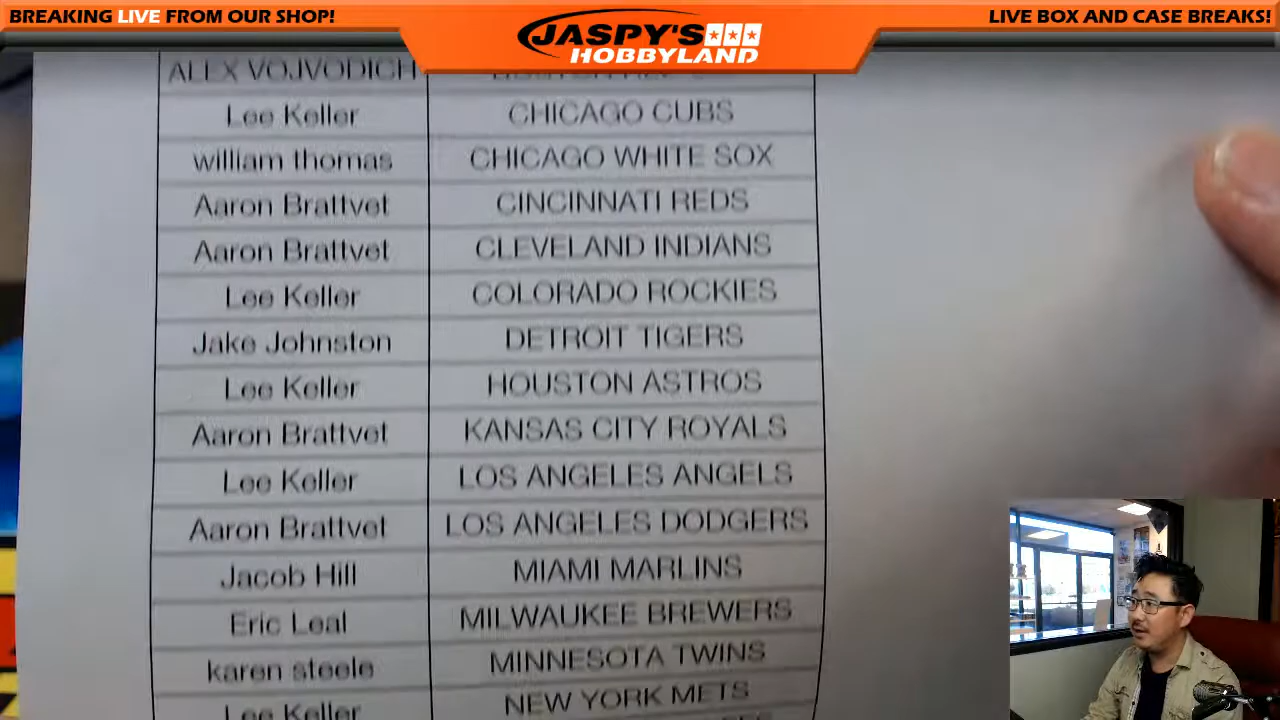 BREAKING LIVE FROM OUR SHOP!
JASPY'S
HOBBYLAND
LIVE BOX AND CASE BREAKS!
ALEX VOJVODICH
Lee Keller CHICAGO CUBS
william thomas CHICAGO WHITE SOX
Aaron Brattvet CINCINNATI REDS
Aaron Brattvet CLEVELAND INDIANS
Lee Keller COLORADO ROCKIES
Jake Johnston DETROIT TIGERS
Lee Keller HOUSTON ASTROS
Aaron Brattvet KANSAS CITY ROYALS
Lee Keller LOS ANGELES ANGELS
Aaron Brattvet LOS ANGELES DODGERS
Jacob Hill MIAMI MARLINS
Eric Leal MILWAUKEE BREWERS
karen steele MINNESOTA TWINS
Lee Keller NEW YORK METS